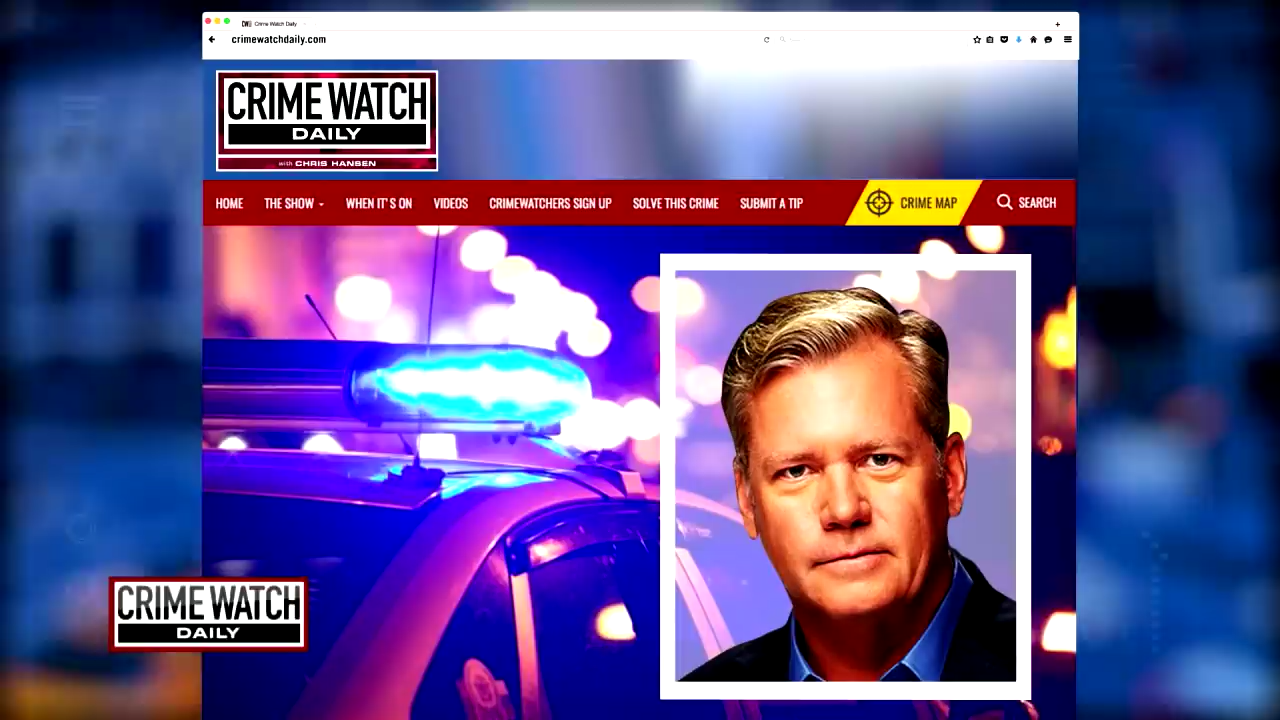 Crime Watch Daily
crimewatchdaily.com
CRIME WATCH
DAILY
with CHRIS HANSEN
HOME THE SHOW WHEN IT'S ON VIDEOS CRIMEWATCHERS SIGN UP SOLVE THIS CRIME SUBMIT A TIP CRIME MAP SEARCH
CRIME WATCH
DAILY